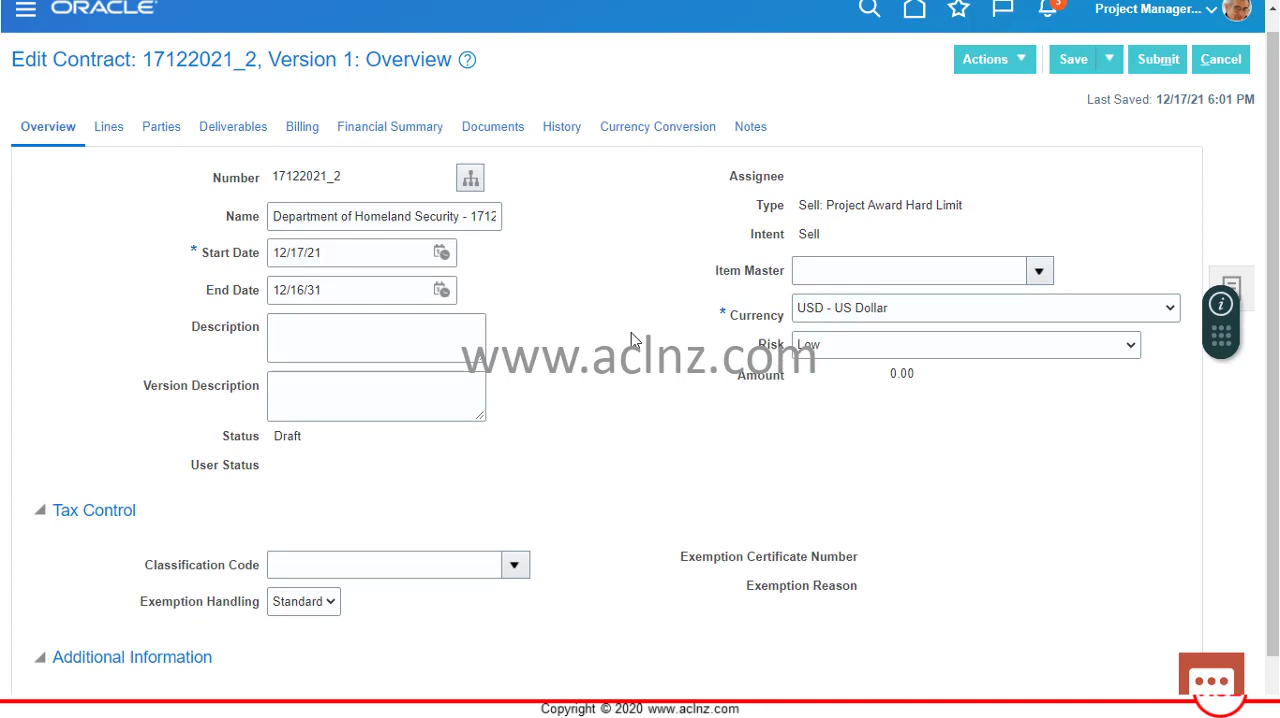 ORACLE
3
Project Manager...
Edit Contract: 17122021_2, Version 1: Overview ?
Actions Save Submit Cancel
Last Saved: 12/17/21 6:01 PM
Overview Lines Parties Deliverables Billing Financial Summary Documents History Currency Conversion Notes
Number 17122021_2
Name Department of Homeland Security - 1712
* Start Date 12/17/21
End Date 12/16/31
Description
Version Description
Status Draft
User Status
Assignee
Type Sell: Project Award Hard Limit
Intent Sell
Item Master
* Currency USD - US Dollar
Risk Low
Amount 0.00
www.aclnz.com
Tax Control
Classification Code
Exemption Handling Standard
Exemption Certificate Number
Exemption Reason
Additional Information
Copyright © 2020 www.aclnz.com